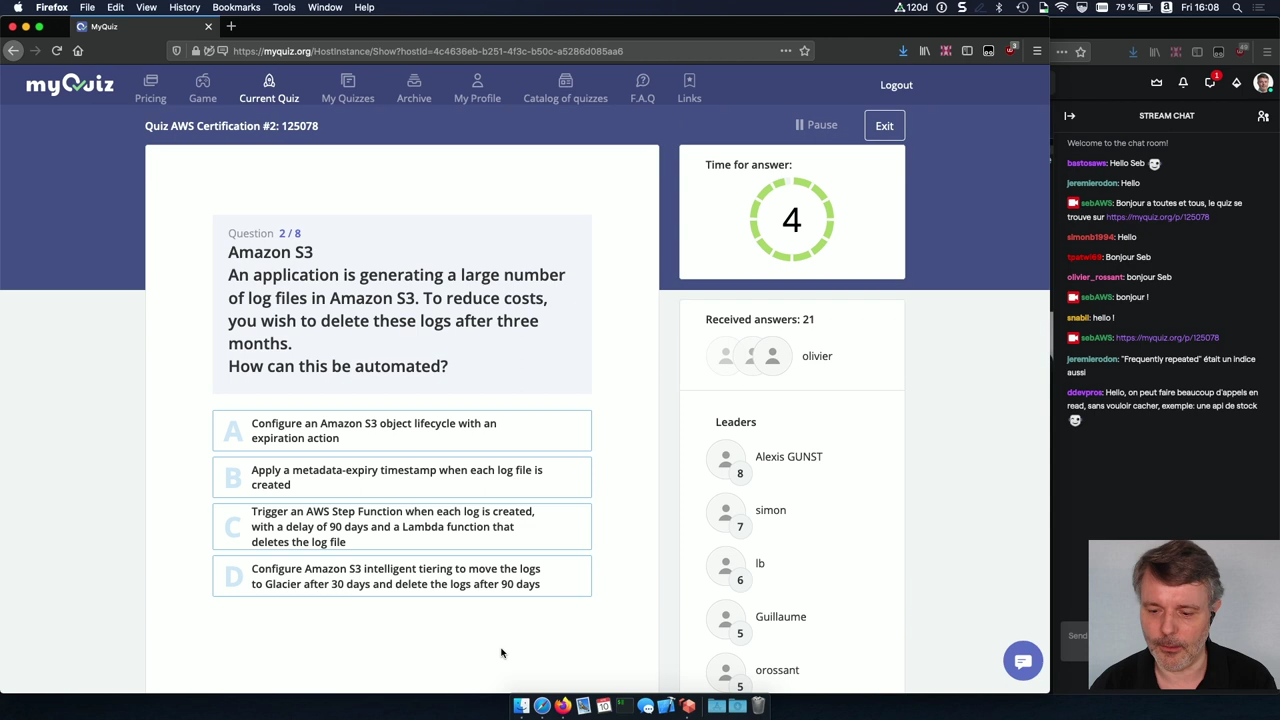 Firefox File Edit View History Bookmarks Tools Window Help
120d 79 % Fri 16:08
MyQuiz
https://myquiz.org/HostInstance/Show?hostId=4c4636eb-b251-4f3c-b50c-a5286d085aa6
myQuiz
Pricing
Game
Current Quiz
My Quizzes
Archive
My Profile
Catalog of quizzes
F.A.Q
Links
Logout
Quiz AWS Certification #2: 125078
Pause
Exit
Question 2 / 8
Amazon S3
An application is generating a large number
of log files in Amazon S3. To reduce costs,
you wish to delete these logs after three
months.
How can this be automated?
A Configure an Amazon S3 object lifecycle with an
expiration action
B Apply a metadata-expiry timestamp when each log file is
created
C Trigger an AWS Step Function when each log is created,
with a delay of 90 days and a Lambda function that
deletes the log file
D Configure Amazon S3 intelligent tiering to move the logs
to Glacier after 30 days and delete the logs after 90 days
Time for answer:
4
Received answers: 21
olivier
Leaders
Alexis GUNST
8
simon
7
lb
6
Guillaume
5
orossant
5
1
STREAM CHAT
Welcome to the chat room!
bastosaws: Hello Seb
jeremierodon: Hello
sebAWS: Bonjour a toutes et tous, le quiz se
trouve sur https://myquiz.org/p/125078
simonb1994: Hello
Bonjour Seb
olivier_rossant: bonjour Seb
sebAWS: bonjour !
snabil: hello !
sebAWS: https://myquiz.org/p/125078
jeremierodon: "Frequently repeated" était un indice
aussi
ddevpros: Hello, on peut faire beaucoup d'appels en
read, sans vouloir cacher, exemple: une api de stock
Send